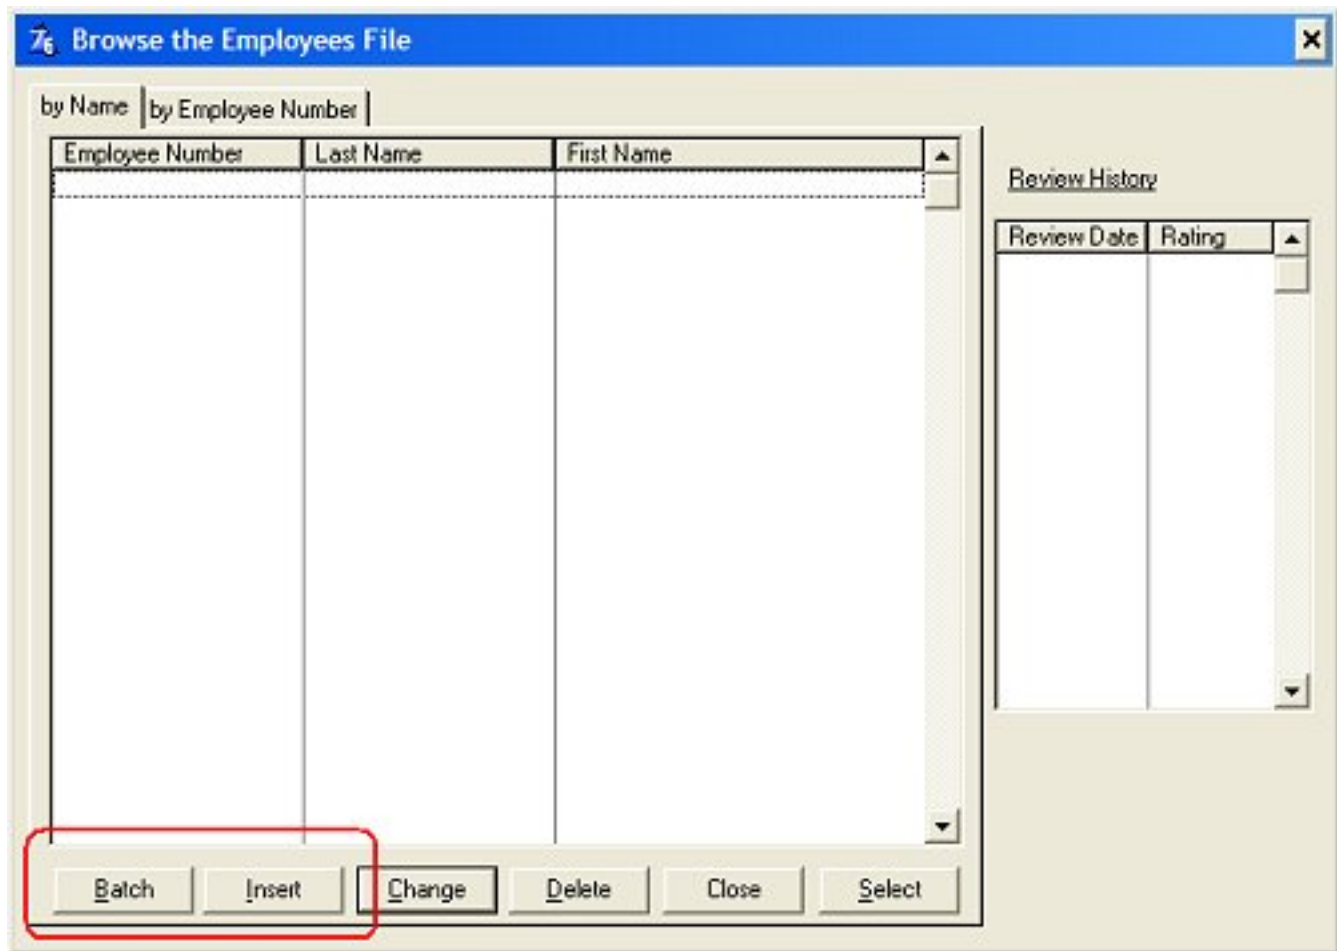 Browse the Employees File
by Name by Employee Number
Employee Number Last Name First Name
Review History
Review Date Rating
Batch Insert Change Delete Close Select